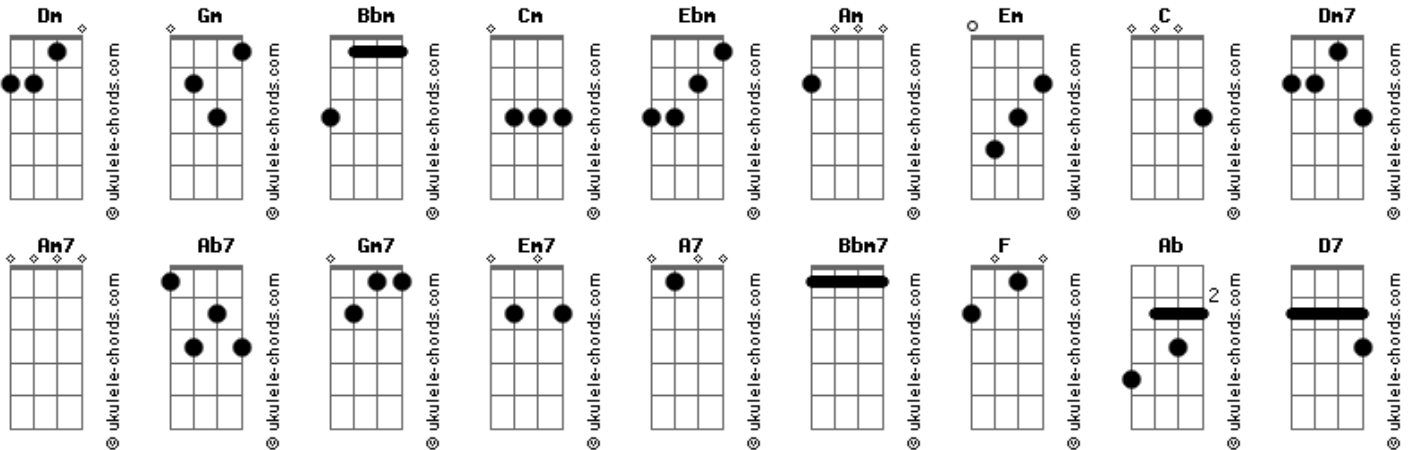 Dm Gm Bbm Cm Ebm Am Em C Dm7
© ukulele-chords.com © ukulele-chords.com © ukulele-chords.com © ukulele-chords.com © ukulele-chords.com © ukulele-chords.com © ukulele-chords.com © ukulele-chords.com © ukulele-chords.com
Am7 Ab7 Gm7 Em7 A7 Bbm7 F Ab D7
2
© ukulele-chords.com © ukulele-chords.com © ukulele-chords.com © ukulele-chords.com © ukulele-chords.com © ukulele-chords.com © ukulele-chords.com © ukulele-chords.com © ukulele-chords.com